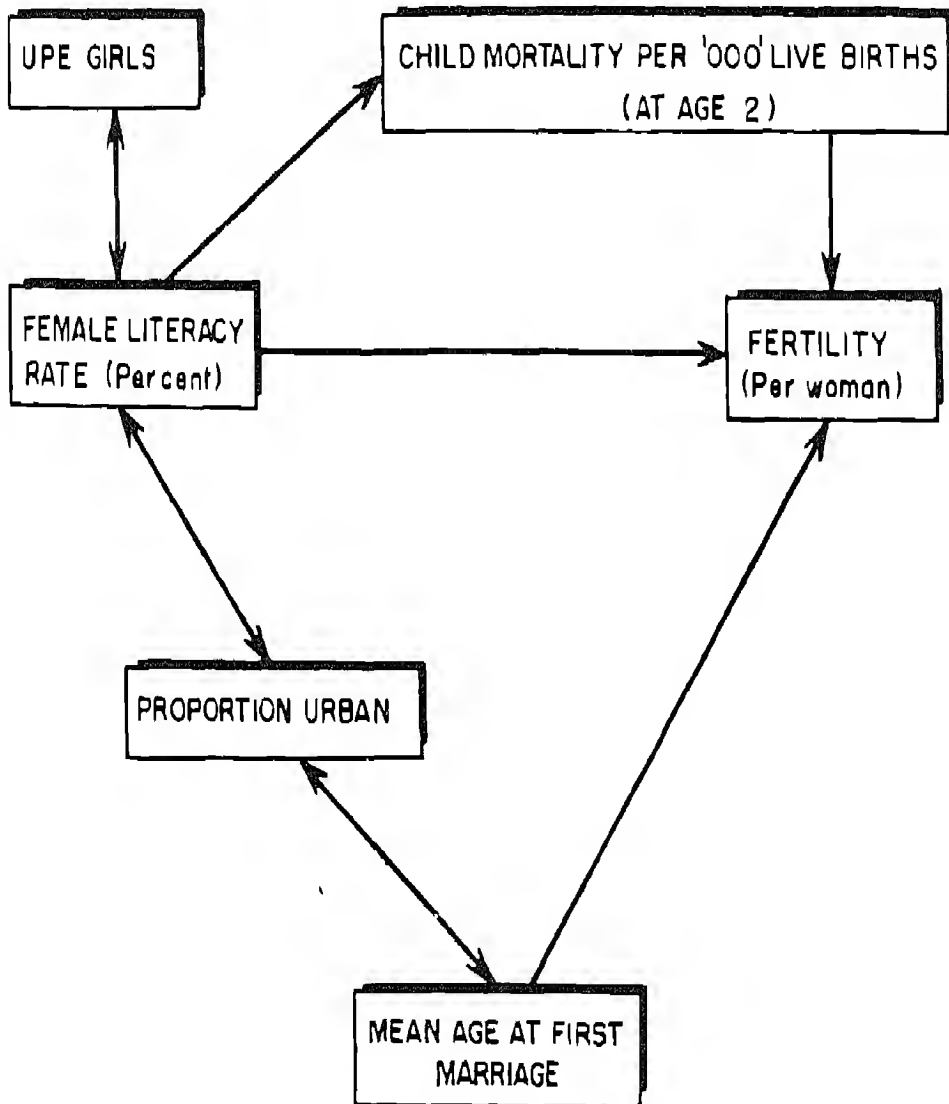 UPE GIRLS
CHILD MORTALITY PER '000' LIVE BIRTHS
(AT AGE 2)
FEMALE LITERACY
RATE (Percent)
FERTILITY
(Per woman)
PROPORTION URBAN
MEAN AGE AT FIRST
MARRIAGE